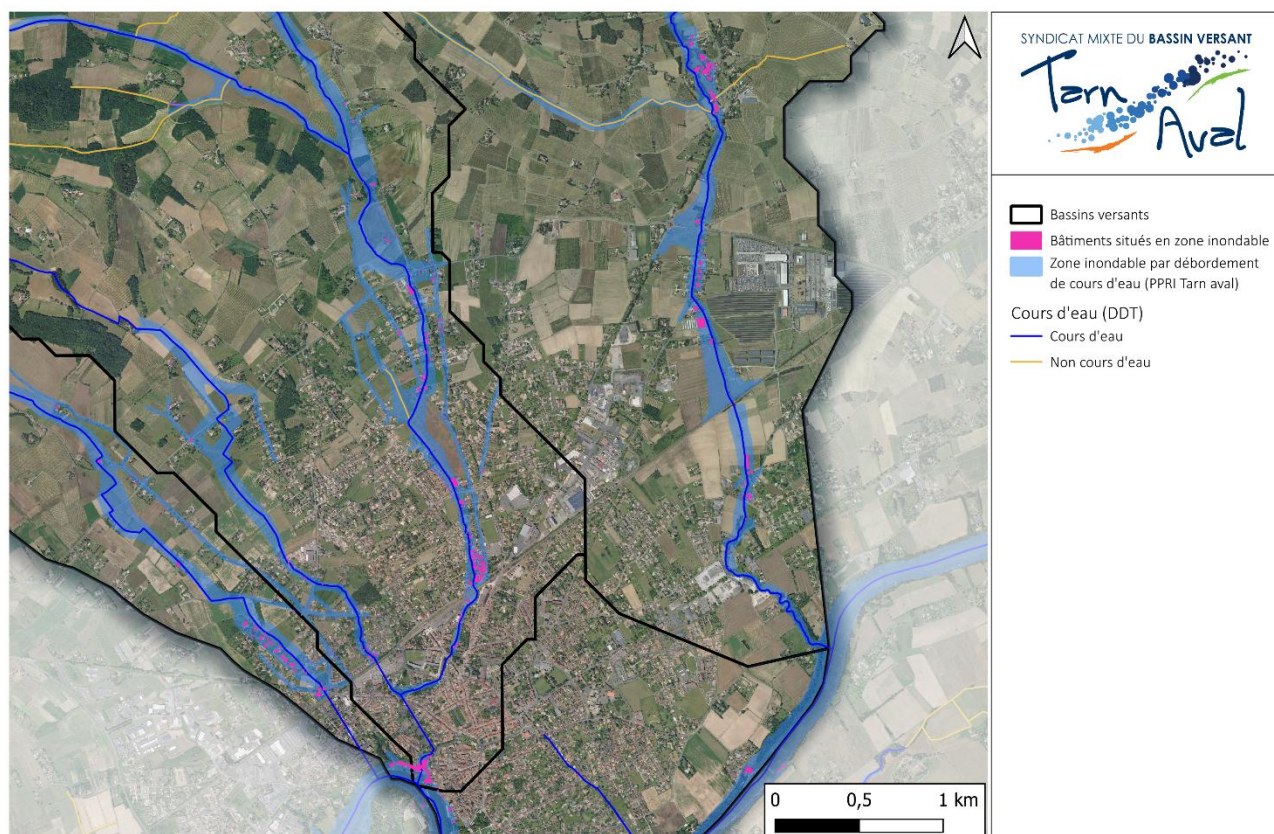 SYNDICAT MIXTE DU BASSIN VERSANT
Tarn
Aval
Bassins versants
Bâtiments situés en zone inondable
Zone inondable par débordement
de cours d'eau (PPRI Tarn aval)
Cours d'eau (DDT)
Cours d'eau
Non cours d'eau
0 0,5 1 km